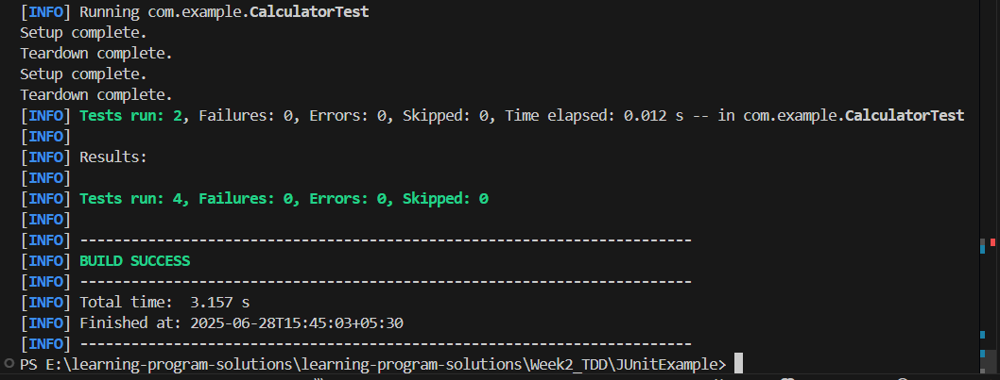 [INFO] Running com.example.CalculatorTest
Setup complete.
Teardown complete.
Setup complete.
Teardown complete.
[INFO] Tests run: 2, Failures: 0, Errors: 0, Skipped: 0, Time elapsed: 0.012 s -- in com.example.CalculatorTest
[INFO]
[INFO] Results:
[INFO]
[INFO] Tests run: 4, Failures: 0, Errors: 0, Skipped: 0
[INFO]
[INFO] ------------------------------------------------------------------------
[INFO] BUILD SUCCESS
[INFO] ------------------------------------------------------------------------
[INFO] Total time:  3.157 s
[INFO] Finished at: 2025-06-28T15:45:03+05:30
[INFO] ------------------------------------------------------------------------
PS E:\learning-program-solutions\learning-program-solutions\Week2_TDD\JUnitExample>